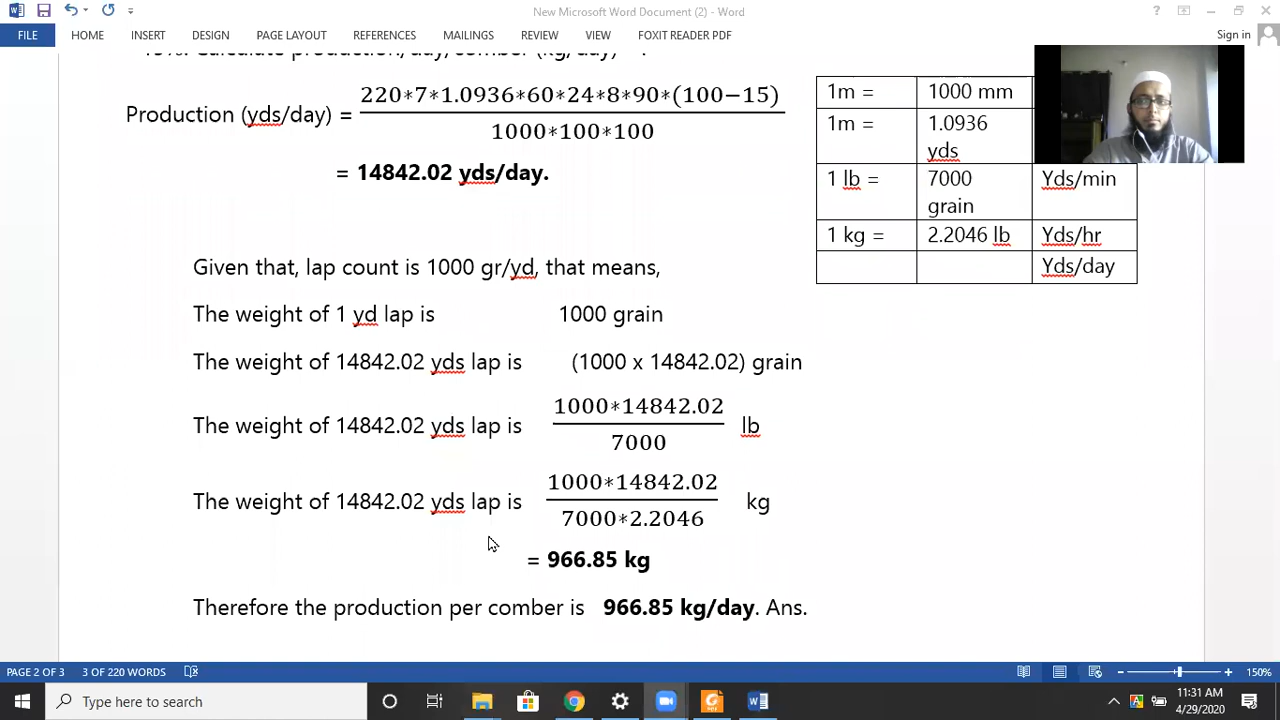 New Microsoft Word Document (2) - Word
?
FILE HOME INSERT DESIGN PAGE LAYOUT REFERENCES MAILINGS REVIEW VIEW FOXIT READER PDF Sign in
Calculate production/day/comber (kg/day)
Production (yds/day) = 220*7*1.0936*60*24*8*90*(100−15)
1000*100*100
= 14842.02 yds/day.
1m = 1000 mm
1m = 1.0936 yds
1 lb = 7000 grain Yds/min
1 kg = 2.2046 lb Yds/hr
Yds/day
Given that, lap count is 1000 gr/yd, that means,
The weight of 1 yd lap is 1000 grain
The weight of 14842.02 yds lap is (1000 x 14842.02) grain
The weight of 14842.02 yds lap is 1000*14842.02 lb
7000
The weight of 14842.02 yds lap is 1000*14842.02 kg
7000*2.2046
= 966.85 kg
Therefore the production per comber is 966.85 kg/day. Ans.
PAGE 2 OF 3 3 OF 220 WORDS 150%
Type here to search
11:31 AM
4/29/2020